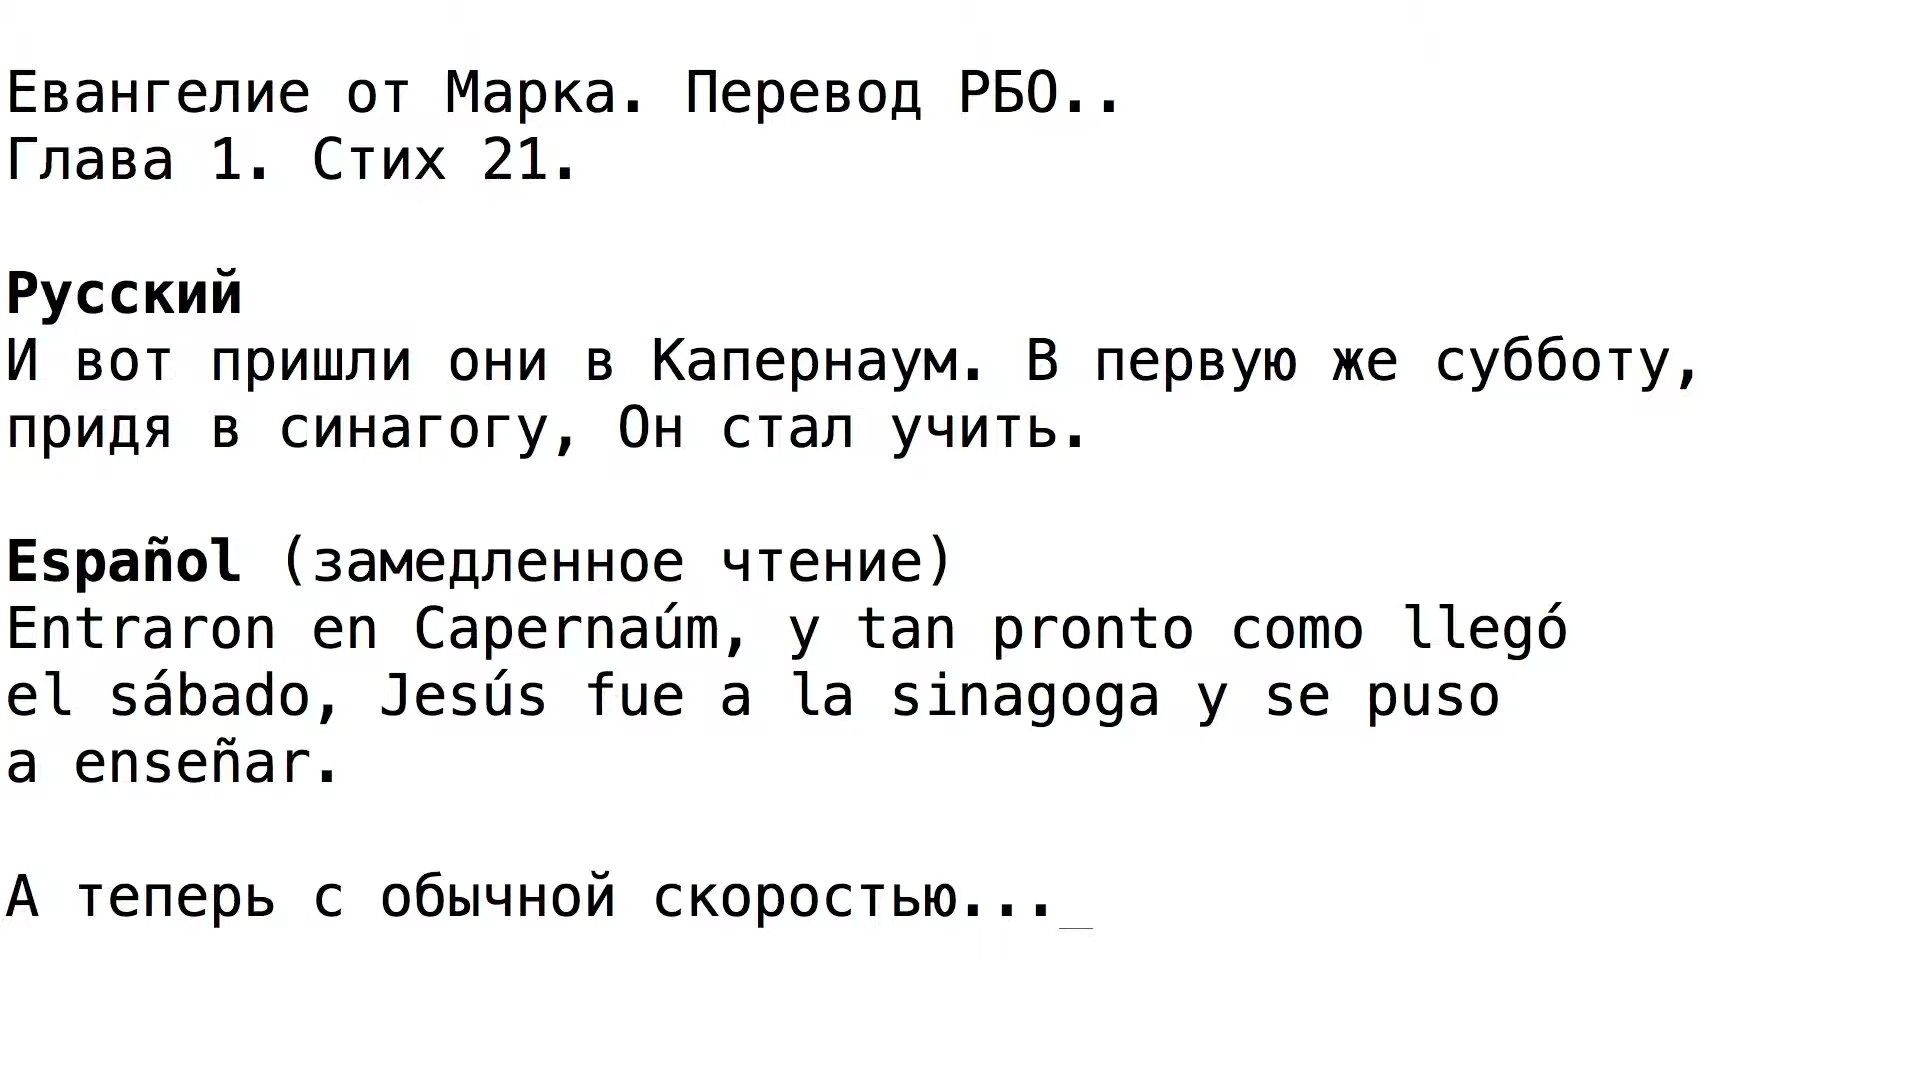 Евангелие от Марка. Перевод РБО..
Глава 1. Стих 21.
Русский
И вот пришли они в Капернаум. В первую же субботу,
придя в синагогу, Он стал учить.
Español (замедленное чтение)
Entraron en Capernaúm, y tan pronto como llegó
el sábado, Jesús fue a la sinagoga y se puso
a enseñar.
А теперь с обычной скоростью..._